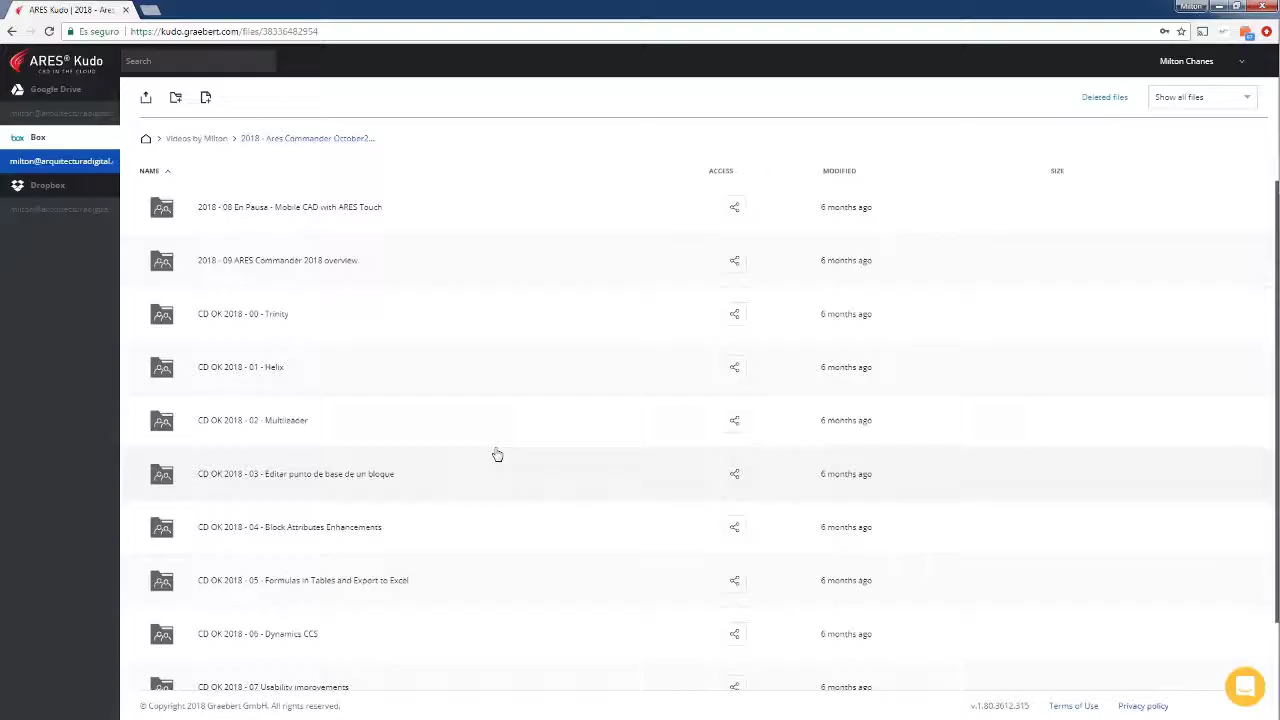 ARES Kudo | 2018 - Ares
Milton
Es seguro | https://kudo.graebert.com/files/38336482954
ARES® Kudo
CAD IN THE CLOUD
Search
Milton Chanes
Google Drive
Box
milton@arquitecturadigital.
Dropbox
Deleted files
Show all files
Videos by Milton > 2018 - Ares Commander October2...
NAME ACCESS MODIFIED SIZE
2018 - 08 En Pausa - Mobile CAD with ARES Touch 6 months ago
2018 - 09 ARES Commander 2018 overview 6 months ago
CD OK 2018 - 00 - Trinity 6 months ago
CD OK 2018 - 01 - Helix 6 months ago
CD OK 2018 - 02 - Multileader 6 months ago
CD OK 2018 - 03 - Editar punto de base de un bloque 6 months ago
CD OK 2018 - 04 - Block Attributes Enhancements 6 months ago
CD OK 2018 - 05 - Formulas in Tables and Export to Excel 6 months ago
CD OK 2018 - 06 - Dynamics CCS 6 months ago
CD OK 2018 - 07 Usability improvements 6 months ago
© Copyright 2018 Graebert GmbH. All rights reserved. v.1.80.3612.315 Terms of Use Privacy policy